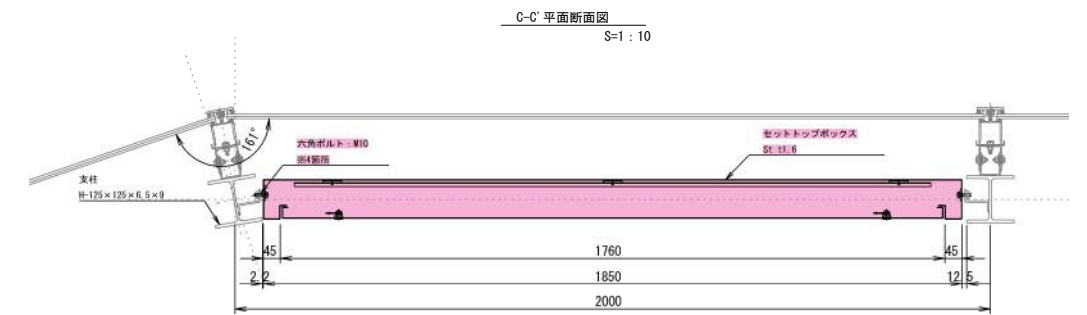 C-C'平面断面図
S=1：10
161°
六角ボルト：M10
※4箇所
セットトップボックス
St t1.6
支柱
H-125×125×6.5×9
45
1760
45
2.2
1850
12.5
2000